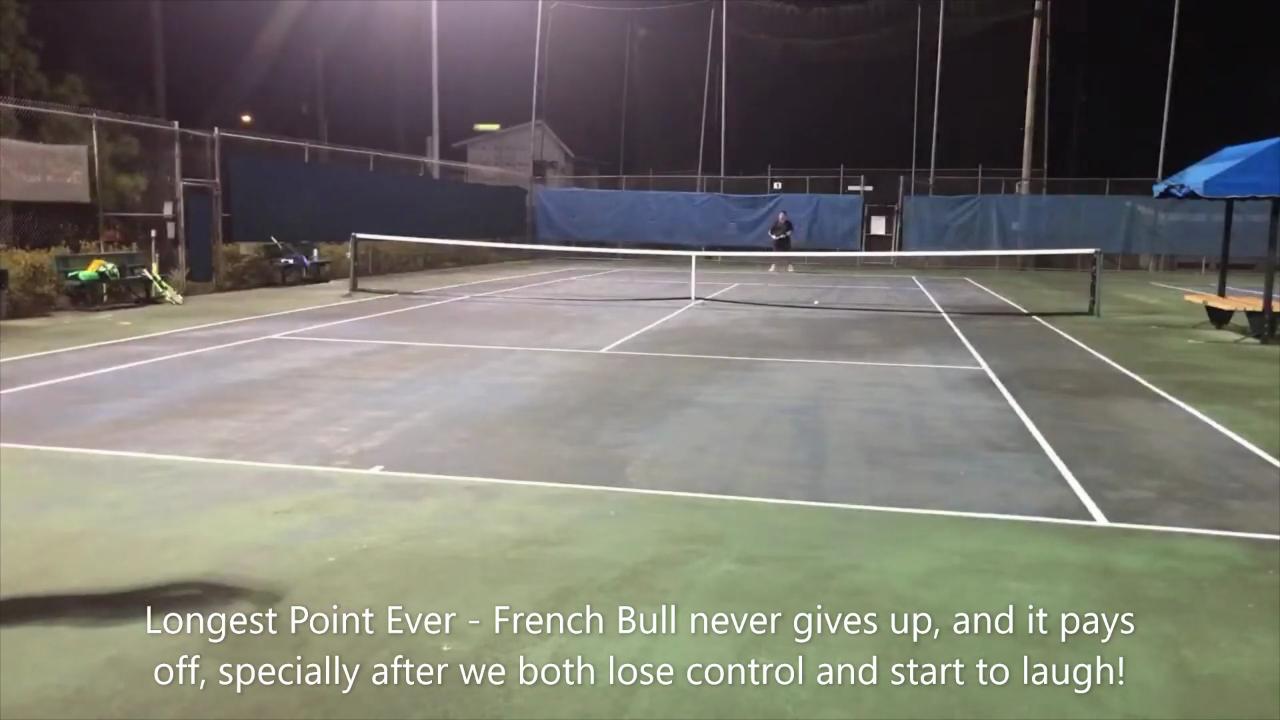 Longest Point Ever - French Bull never gives up, and it pays
off, specially after we both lose control and start to laugh!